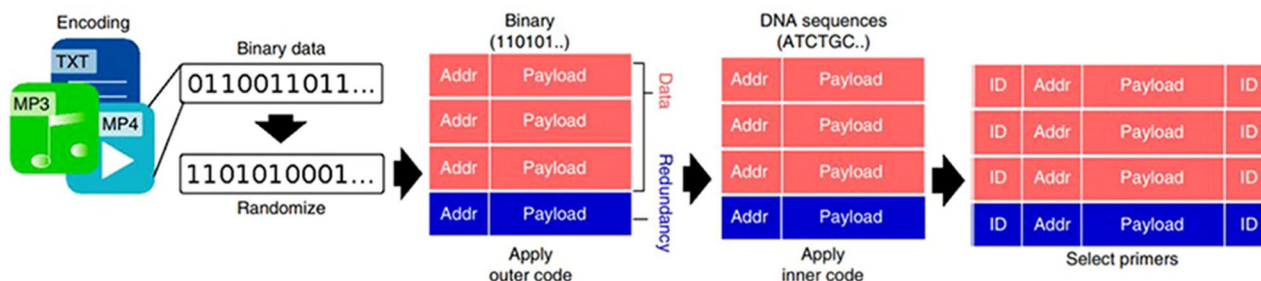 Encoding
TXT
MP3
MP4
Binary data
0110011011...
1101010001...
Randomize
Binary
(110101..)
Addr Payload
Addr Payload
Addr Payload
Addr Payload
Data
Redundancy
Apply
outer code
DNA sequences
(ATCTGC..)
Addr Payload
Addr Payload
Addr Payload
Addr Payload
Apply
inner code
ID Addr Payload ID
ID Addr Payload ID
ID Addr Payload ID
ID Addr Payload ID
Select primers